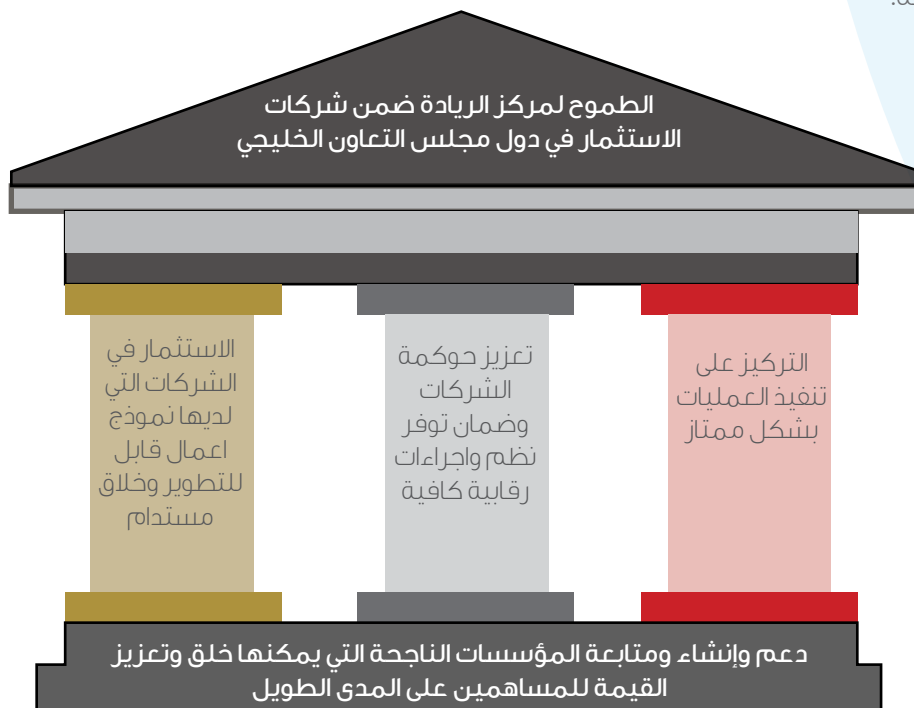 الطموح لمركز الريادة ضمن شركات
الاستثمار في دول مجلس التعاون الخليجي
التركيز على
تنفيذ العمليات
بشكل ممتاز
تعزيز حوكمة
الشركات
وضمان توفر
نظم واجراءات
رقابية كافية
الاستثمار في
الشركات التي
لديها نموذج
اعمال قابل
للتطوير وخلاق
مستدام
دعم وإنشاء ومتابعة المؤسسات الناجحة التي يمكنها خلق وتعزيز
القيمة للمساهمين على المدى الطويل